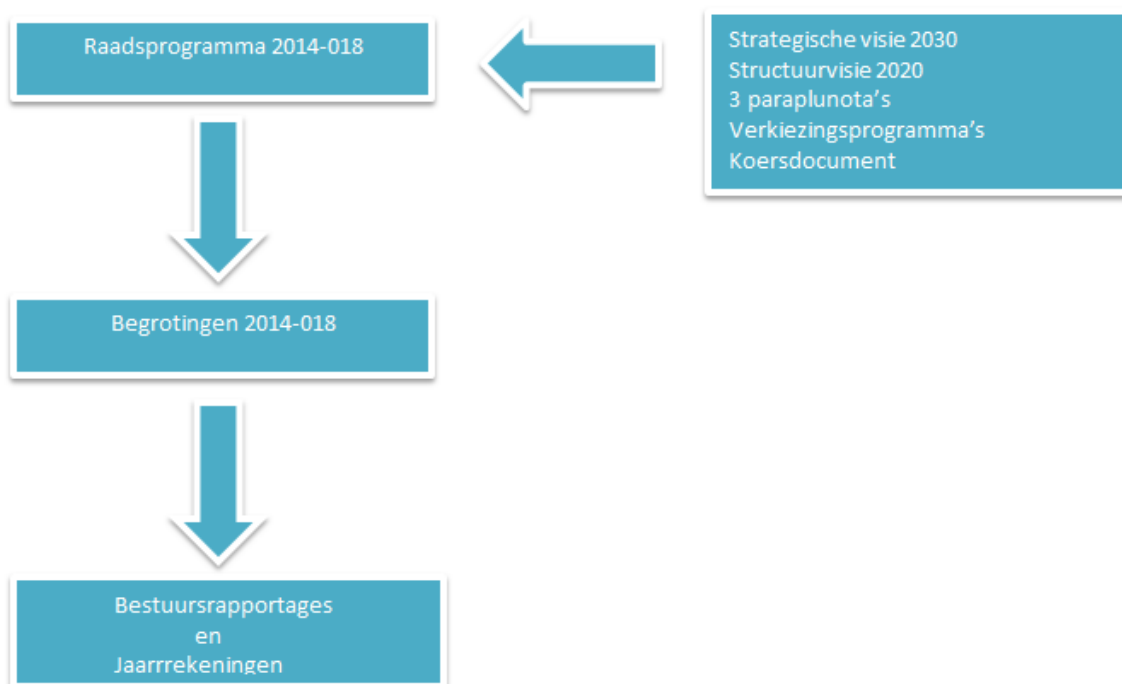 Raadsprogramma 2014-018
Strategische visie 2030
Structuurvisie 2020
3 paraplunota's
Verkiezingsprogramma's
Koersdocument
Begrotingen 2014-018
Bestuursrapportages
en
Jaarrrekeningen